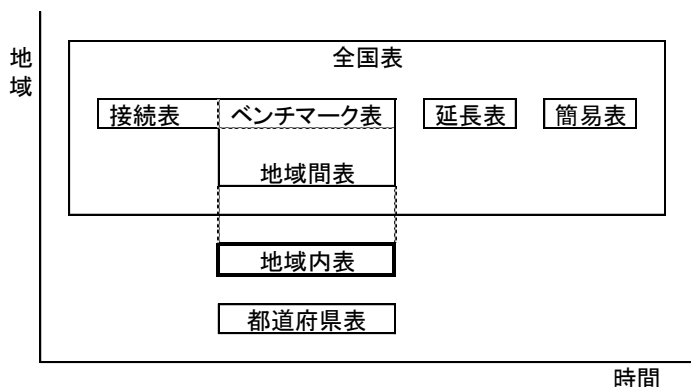 地域
全国表
接続表 ベンチマーク表 延長表 簡易表
地域間表
地域内表
都道府県表
時間